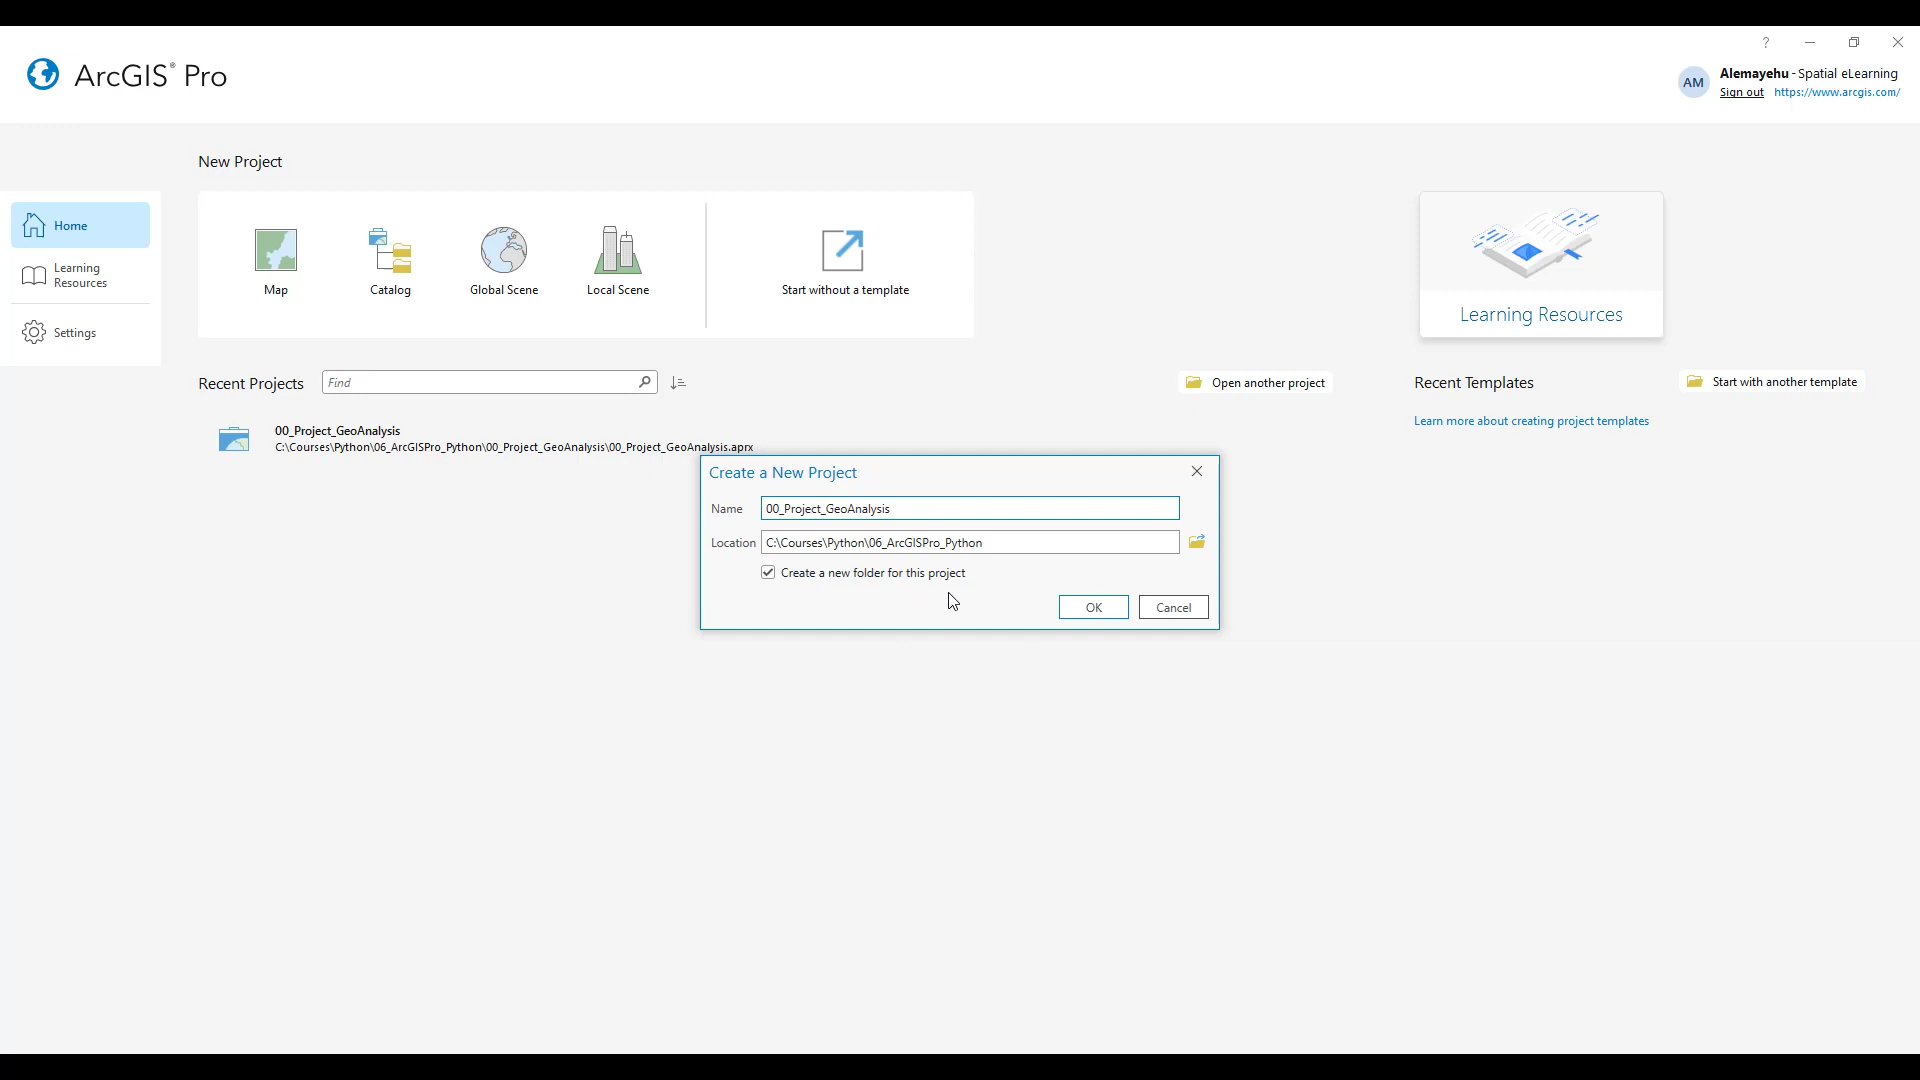 ArcGIS® Pro
?
AM
Alemayehu - Spatial eLearning
Sign out https://www.arcgis.com/
New Project
Home
Learning
Resources
Settings
Map
Catalog
Global Scene
Local Scene
Start without a template
Learning Resources
Recent Projects
Find
Open another project
Recent Templates
Start with another template
Learn more about creating project templates
00_Project_GeoAnalysis
C:\Courses\Python\06_ArcGISPro_Python\00_Project_GeoAnalysis\00_Project_GeoAnalysis.aprx
Create a New Project
Name 00_Project_GeoAnalysis
Location C:\Courses\Python\06_ArcGISPro_Python
Create a new folder for this project
OK
Cancel